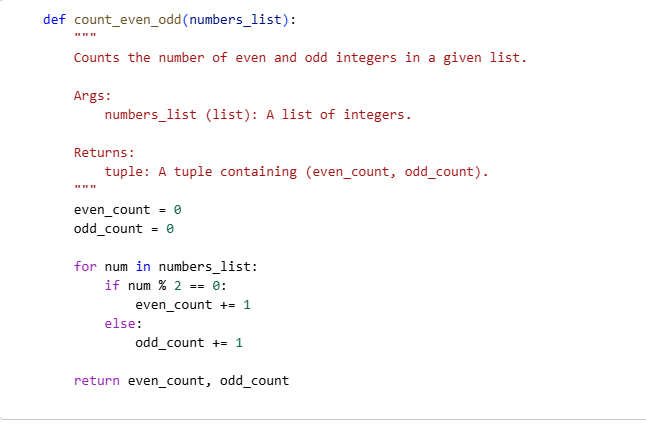 def count_even_odd(numbers_list):
    """
    Counts the number of even and odd integers in a given list.

    Args:
        numbers_list (list): A list of integers.

    Returns:
        tuple: A tuple containing (even_count, odd_count).
    """
    even_count = 0
    odd_count = 0

    for num in numbers_list:
        if num % 2 == 0:
            even_count += 1
        else:
            odd_count += 1

    return even_count, odd_count